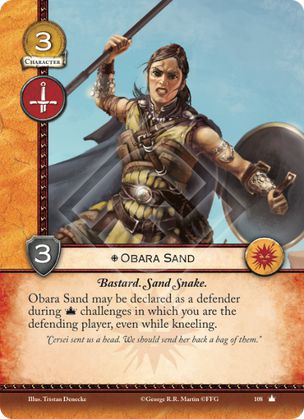 3
CHARACTER
3
OBARA SAND
Bastard. Sand Snake.
Obara Sand may be declared as a defender
during challenges in which you are the
defending player, even while kneeling.
"Cersei sent us a head. We should send her back a bag of them."
Illus. Tristan Denecke ©George R.R. Martin ©FFG 108